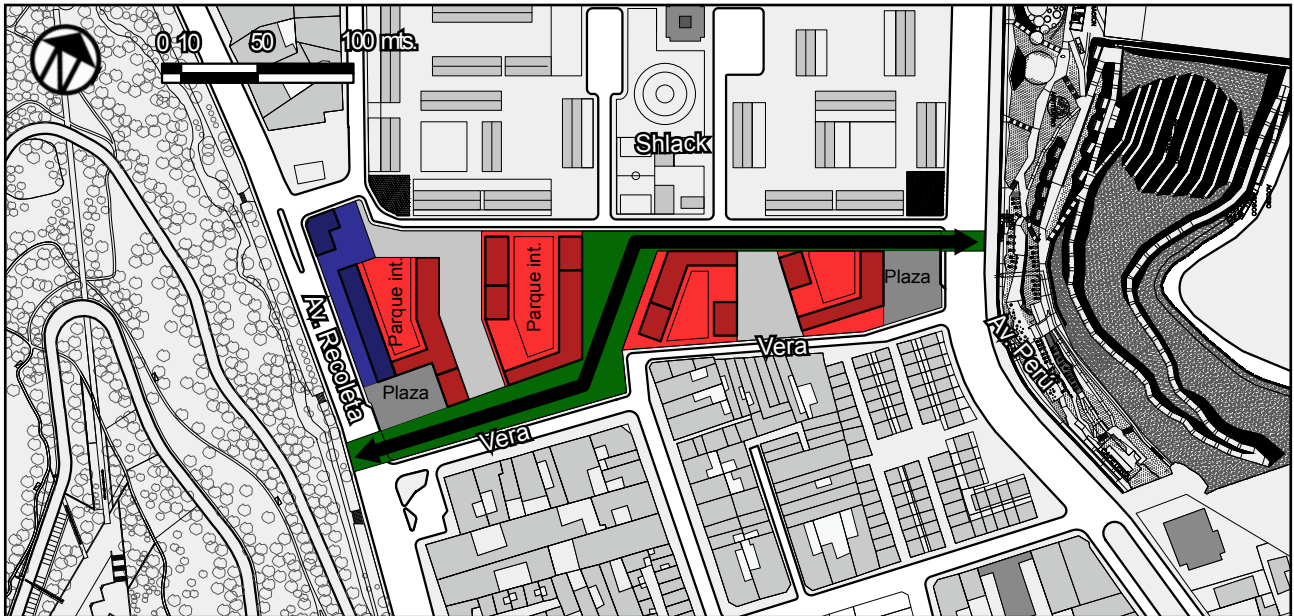 0 10 50 100 mts.
Shlack
Parque int.
Parque int.
Plaza
Av. Recoleta
Plaza
Vera
Vera
Av. Perú